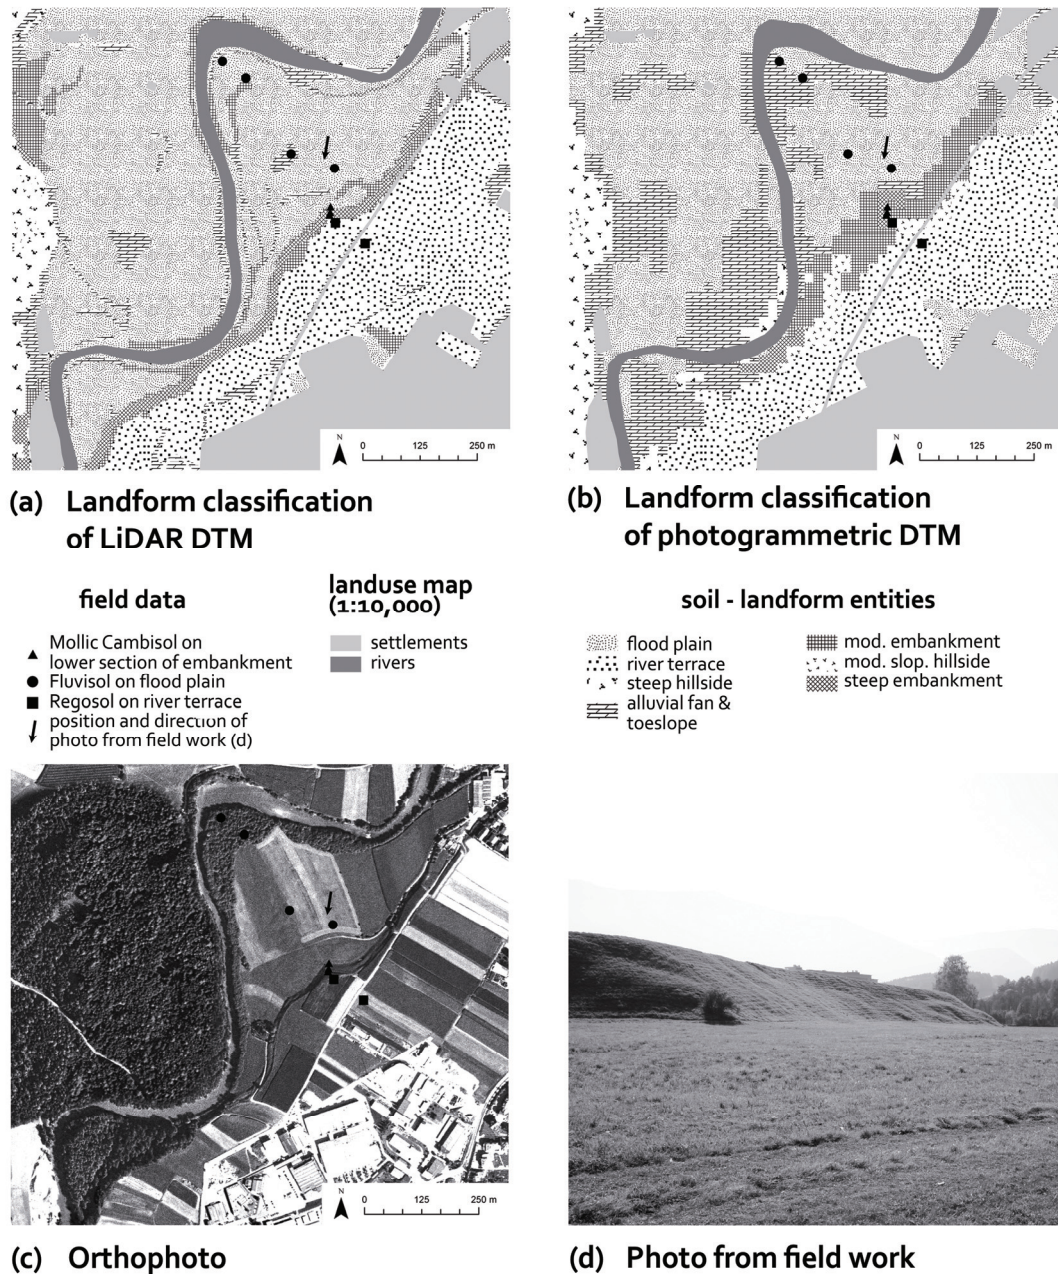 N
0 125 250 m
N
0 125 250 m
(a) Landform classification
of LiDAR DTM
(b) Landform classification
of photogrammetric DTM
field data
Mollic Cambisol on
lower section of embankment
Fluvisol on flood plain
Regosol on river terrace
position and direction of
photo from field work (d)
landuse map
(1:10,000)
settlements
rivers
soil - landform entities
flood plain
river terrace
steep hillside
alluvial fan &
toeslope
mod. embankment
mod. slop. hillside
steep embankment
N
0 125 250 m
(c) Orthophoto
(d) Photo from field work